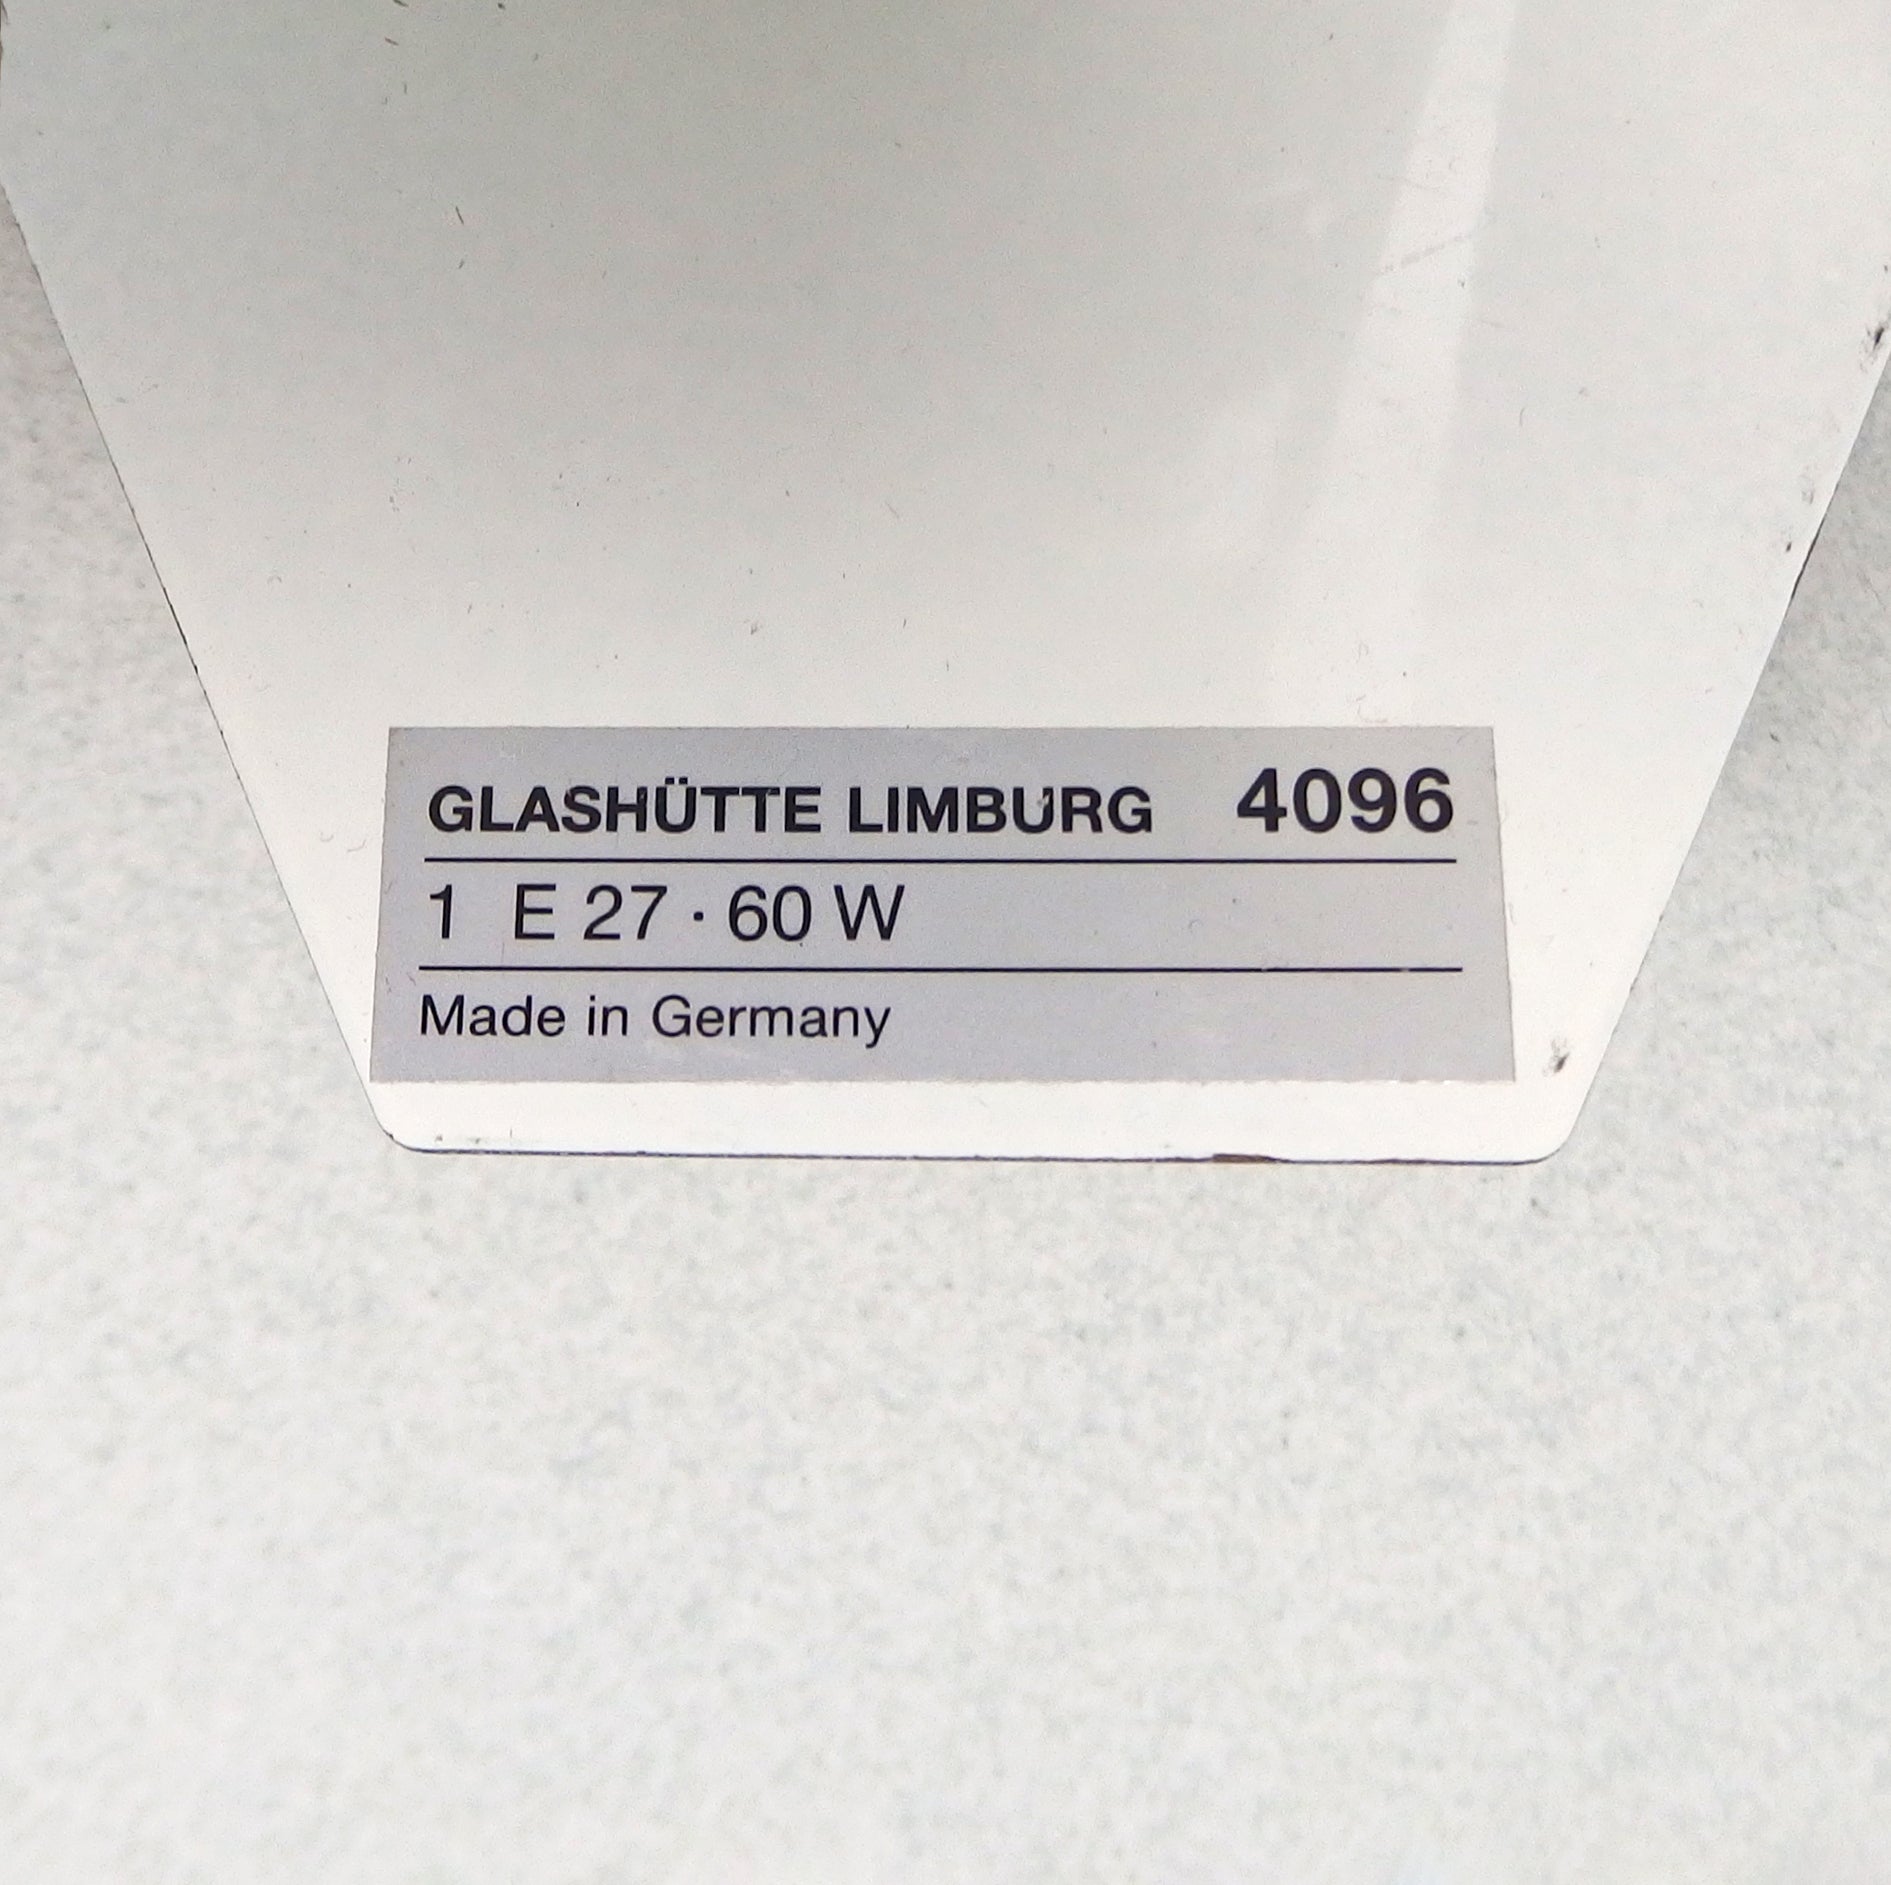 GLASHÜTTE LIMBURG 4096
1 E 27 · 60 W
Made in Germany